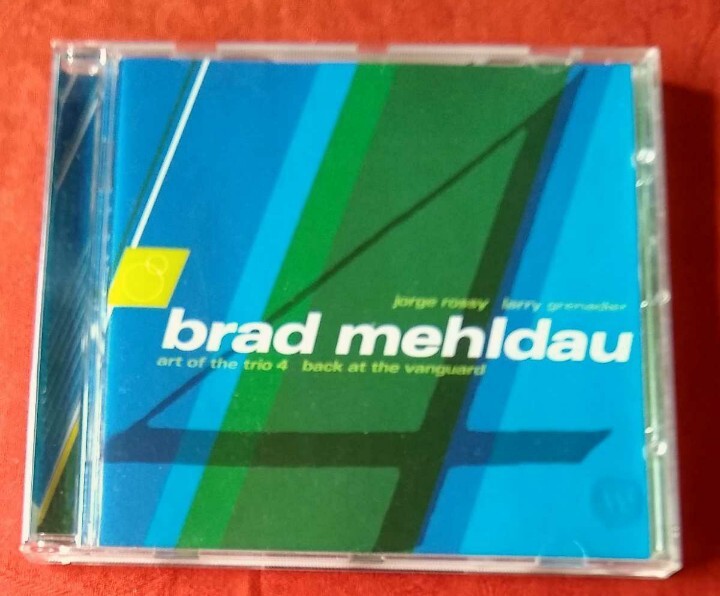 jorge rossy larry grenadier
brad mehldau
art of the trio 4 back at the vanguard